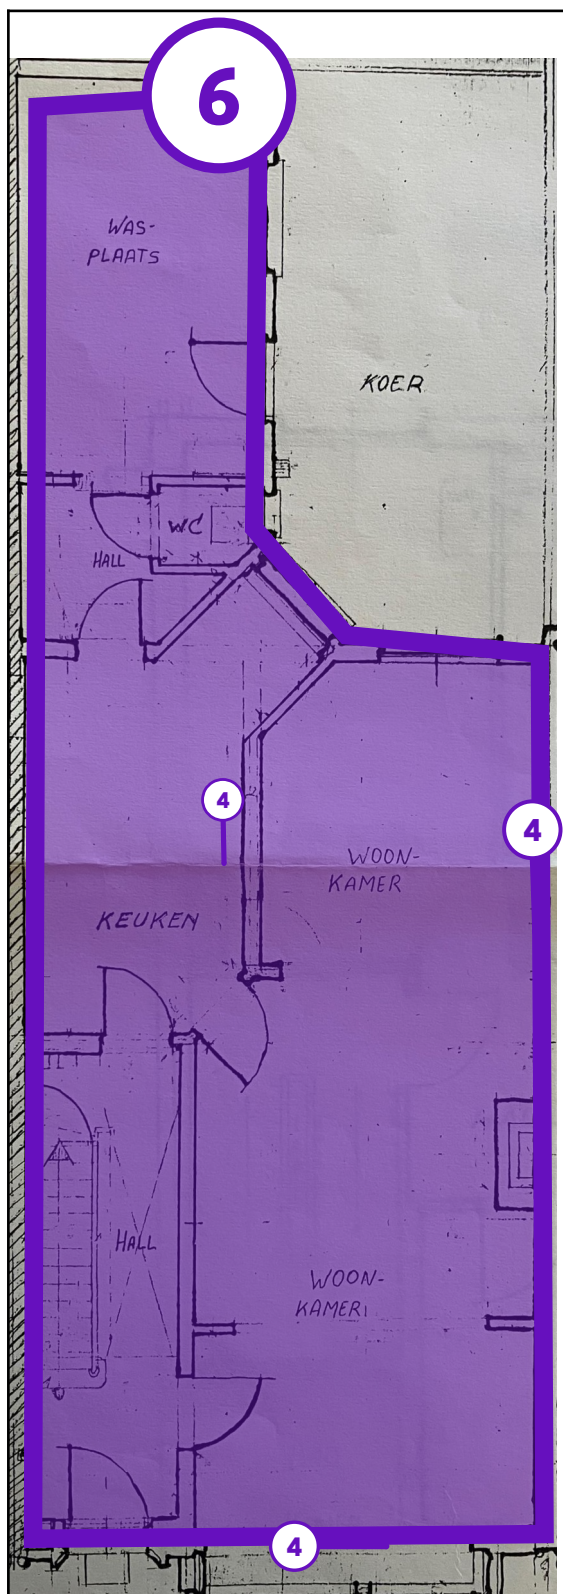 6
WAS-
PLAATS
KOER
WC
HALL
4
4
WOON-
KAMER
KEUKEN
HALL
WOON-
KAMER
4